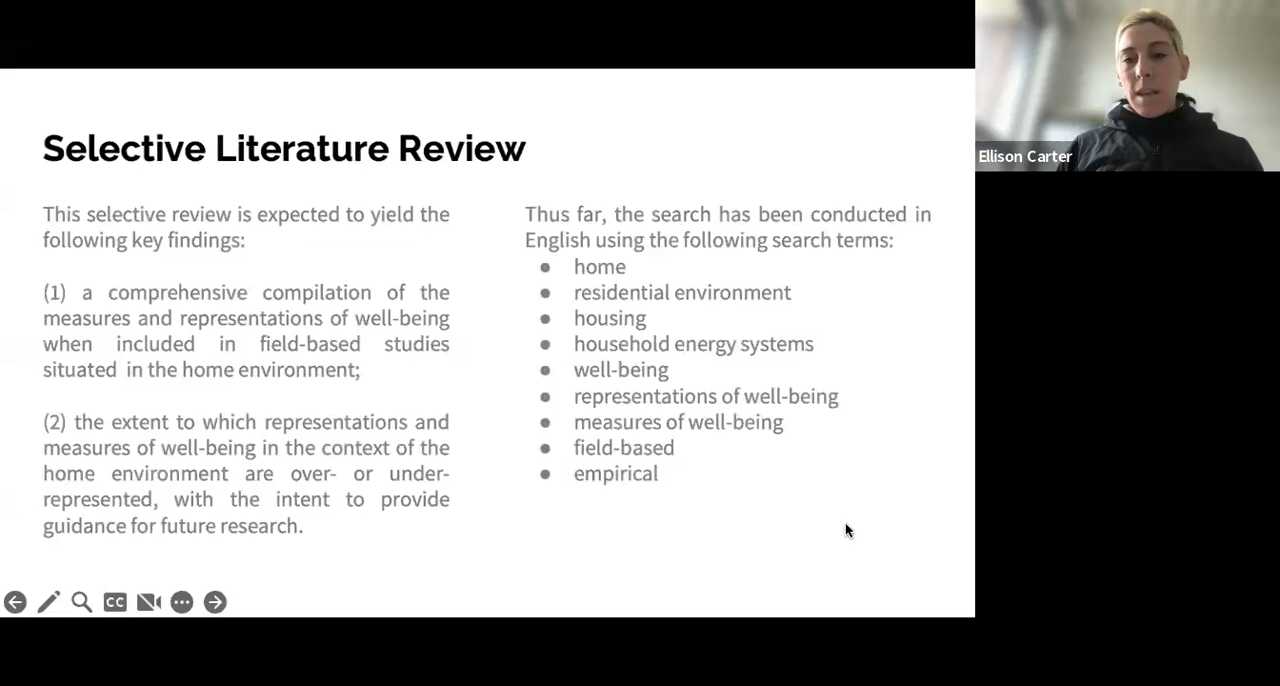 Selective Literature Review
This selective review is expected to yield the
following key findings:
(1) a comprehensive compilation of the
measures and representations of well-being
when included in field-based studies
situated in the home environment;
(2) the extent to which representations and
measures of well-being in the context of the
home environment are over- or under-
represented, with the intent to provide
guidance for future research.
Thus far, the search has been conducted in
English using the following search terms:
● home
● residential environment
● housing
● household energy systems
● well-being
● representations of well-being
● measures of well-being
● field-based
● empirical
CC
Ellison Carter